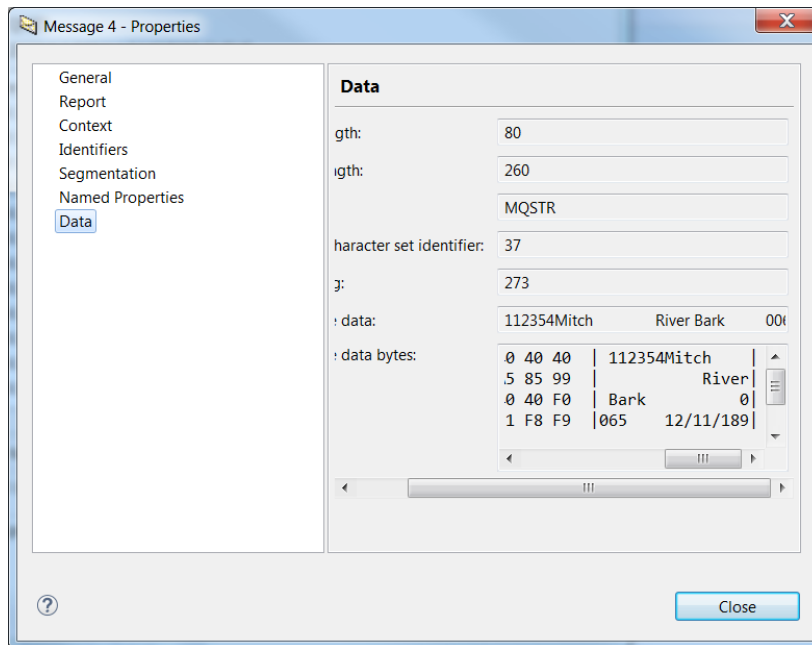 Message 4 - Properties
General
Report
Context
Identifiers
Segmentation
Named Properties
Data
Data
gth: 80
gth: 260
MQSTR
haracter set identifier: 37
g: 273
data: 112354Mitch River Bark 006
data bytes:
0 40 40 | 112354Mitch |
5 85 99 | River|
0 40 F0 | Bark 0|
1 F8 F9 |065 12/11/189|
Close